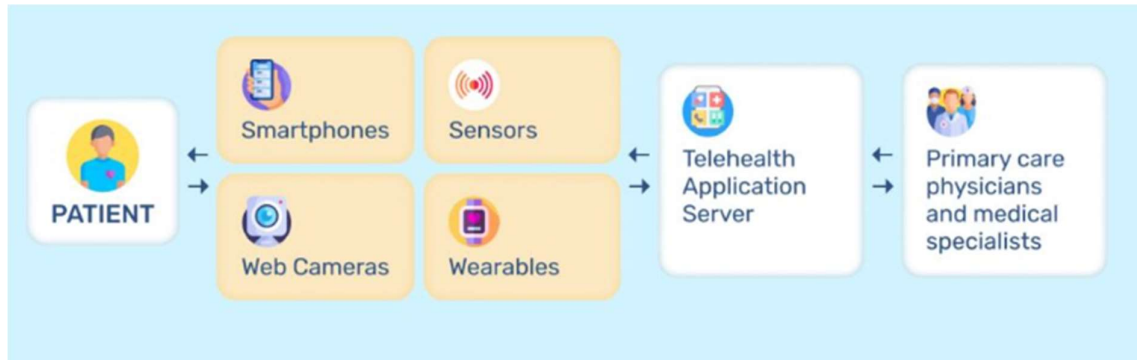 PATIENT
Smartphones
Sensors
Web Cameras
Wearables
Telehealth
Application
Server
Primary care
physicians
and medical
specialists